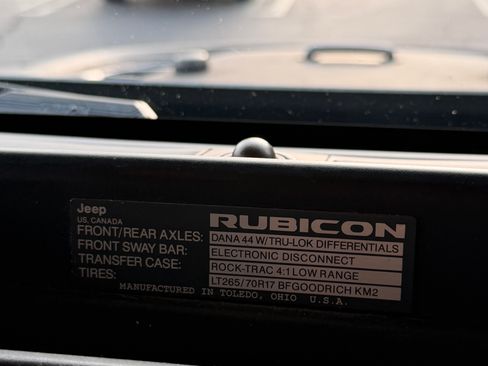 Jeep
US, CANADA
RUBICON
FRONT/REAR AXLES: DANA 44 W/TRU-LOK DIFFERENTIALS
FRONT SWAY BAR: ELECTRONIC DISCONNECT
TRANSFER CASE: ROCK-TRAC 4:1 LOW RANGE
TIRES: LT265/70R17 BFGOODRICH KM2
MANUFACTURED IN TOLEDO, OHIO U.S.A.